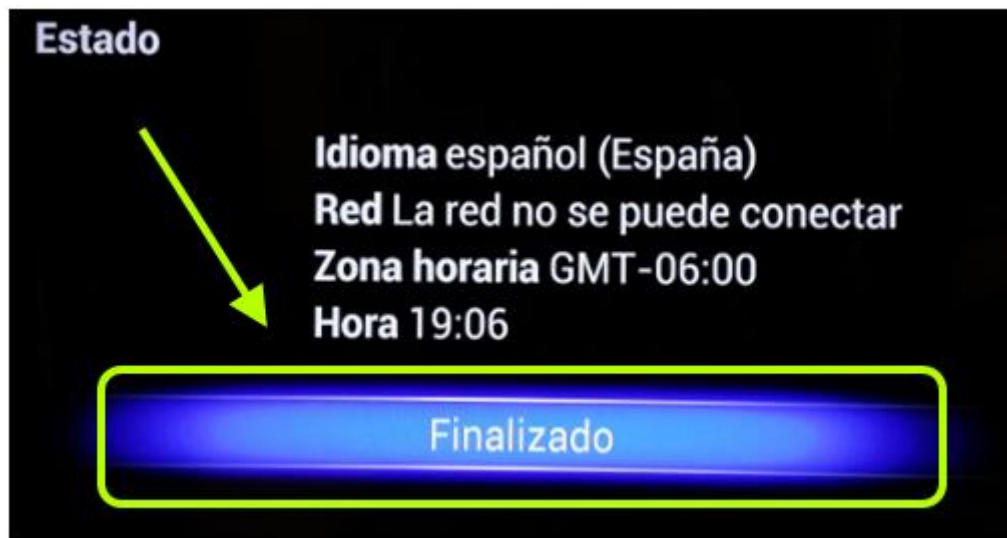 Estado
Idioma español (España)
Red La red no se puede conectar
Zona horaria GMT-06:00
Hora 19:06
Finalizado